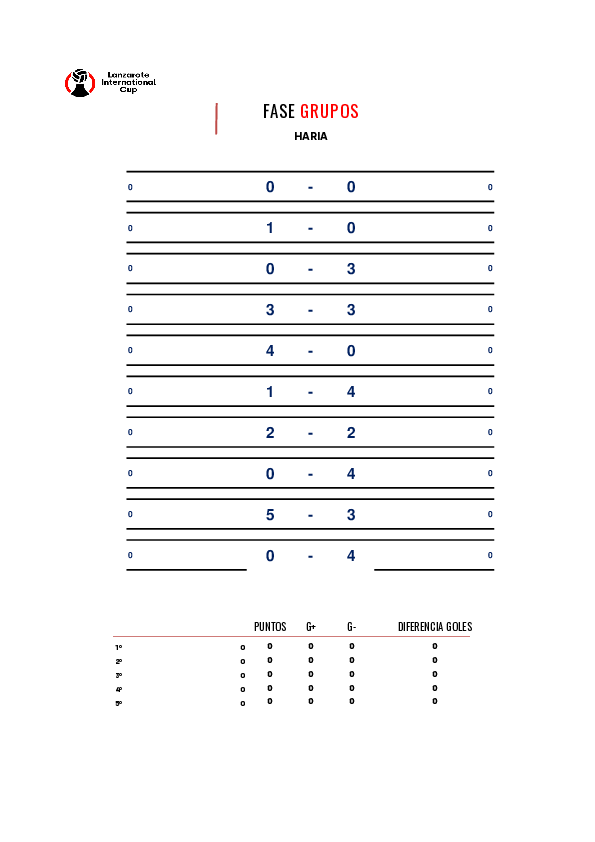 Lanzarote
International
Cup
FASE GRUPOS
HARIA
0 0 - 0 0
0 1 - 0 0
0 0 - 3 0
0 3 - 3 0
0 4 - 0 0
0 1 - 4 0
0 2 - 2 0
0 0 - 4 0
0 5 - 3 0
0 0 - 4 0
PUNTOS G+ G- DIFERENCIA GOLES
1º 0 0 0 0 0
2º 0 0 0 0 0
3º 0 0 0 0 0
4º 0 0 0 0 0
5º 0 0 0 0 0